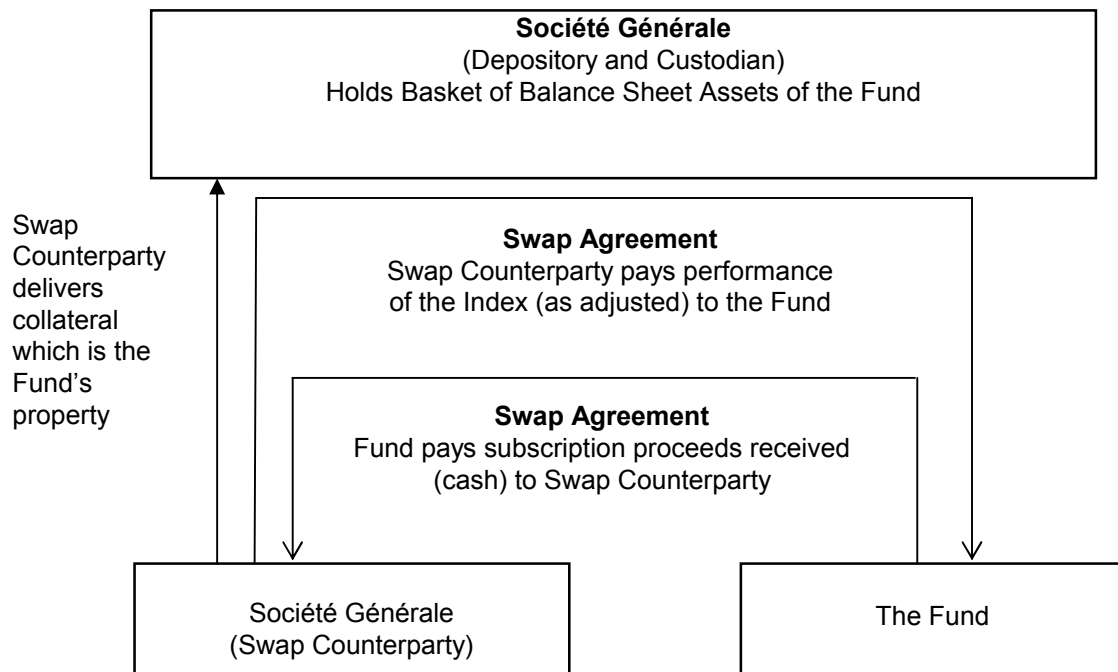 Société Générale
(Depository and Custodian)
Holds Basket of Balance Sheet Assets of the Fund
Swap
Counterparty
delivers
collateral
which is the
Fund’s
property
Swap Agreement
Swap Counterparty pays performance
of the Index (as adjusted) to the Fund
Swap Agreement
Fund pays subscription proceeds received
(cash) to Swap Counterparty
Société Générale
(Swap Counterparty)
The Fund